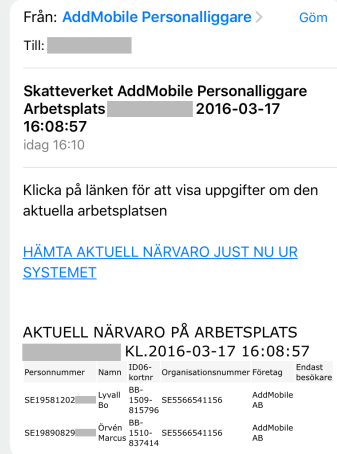 Från: AddMobile Personalliggare Göm
Till:
Skatteverket AddMobile Personalliggare
Arbetsplats 2016-03-17
16:08:57
idag 16:10
Klicka på länken för att visa uppgifter om den
aktuella arbetsplatsen
HÄMTA AKTUELL NÄRVARO JUST NU UR
SYSTEMET
AKTUELL NÄRVARO PÅ ARBETSPLATS
KL.2016-03-17 16:08:57
Personnummer Namn ID06-kortnr Organisationsnummer Företag Endast besökare
SE19581202 Lyvall Bo BB-1509-815796 SE5566541156 AddMobile AB
SE19890829 Örvén Marcus BB-1510-837414 SE5566541156 AddMobile AB